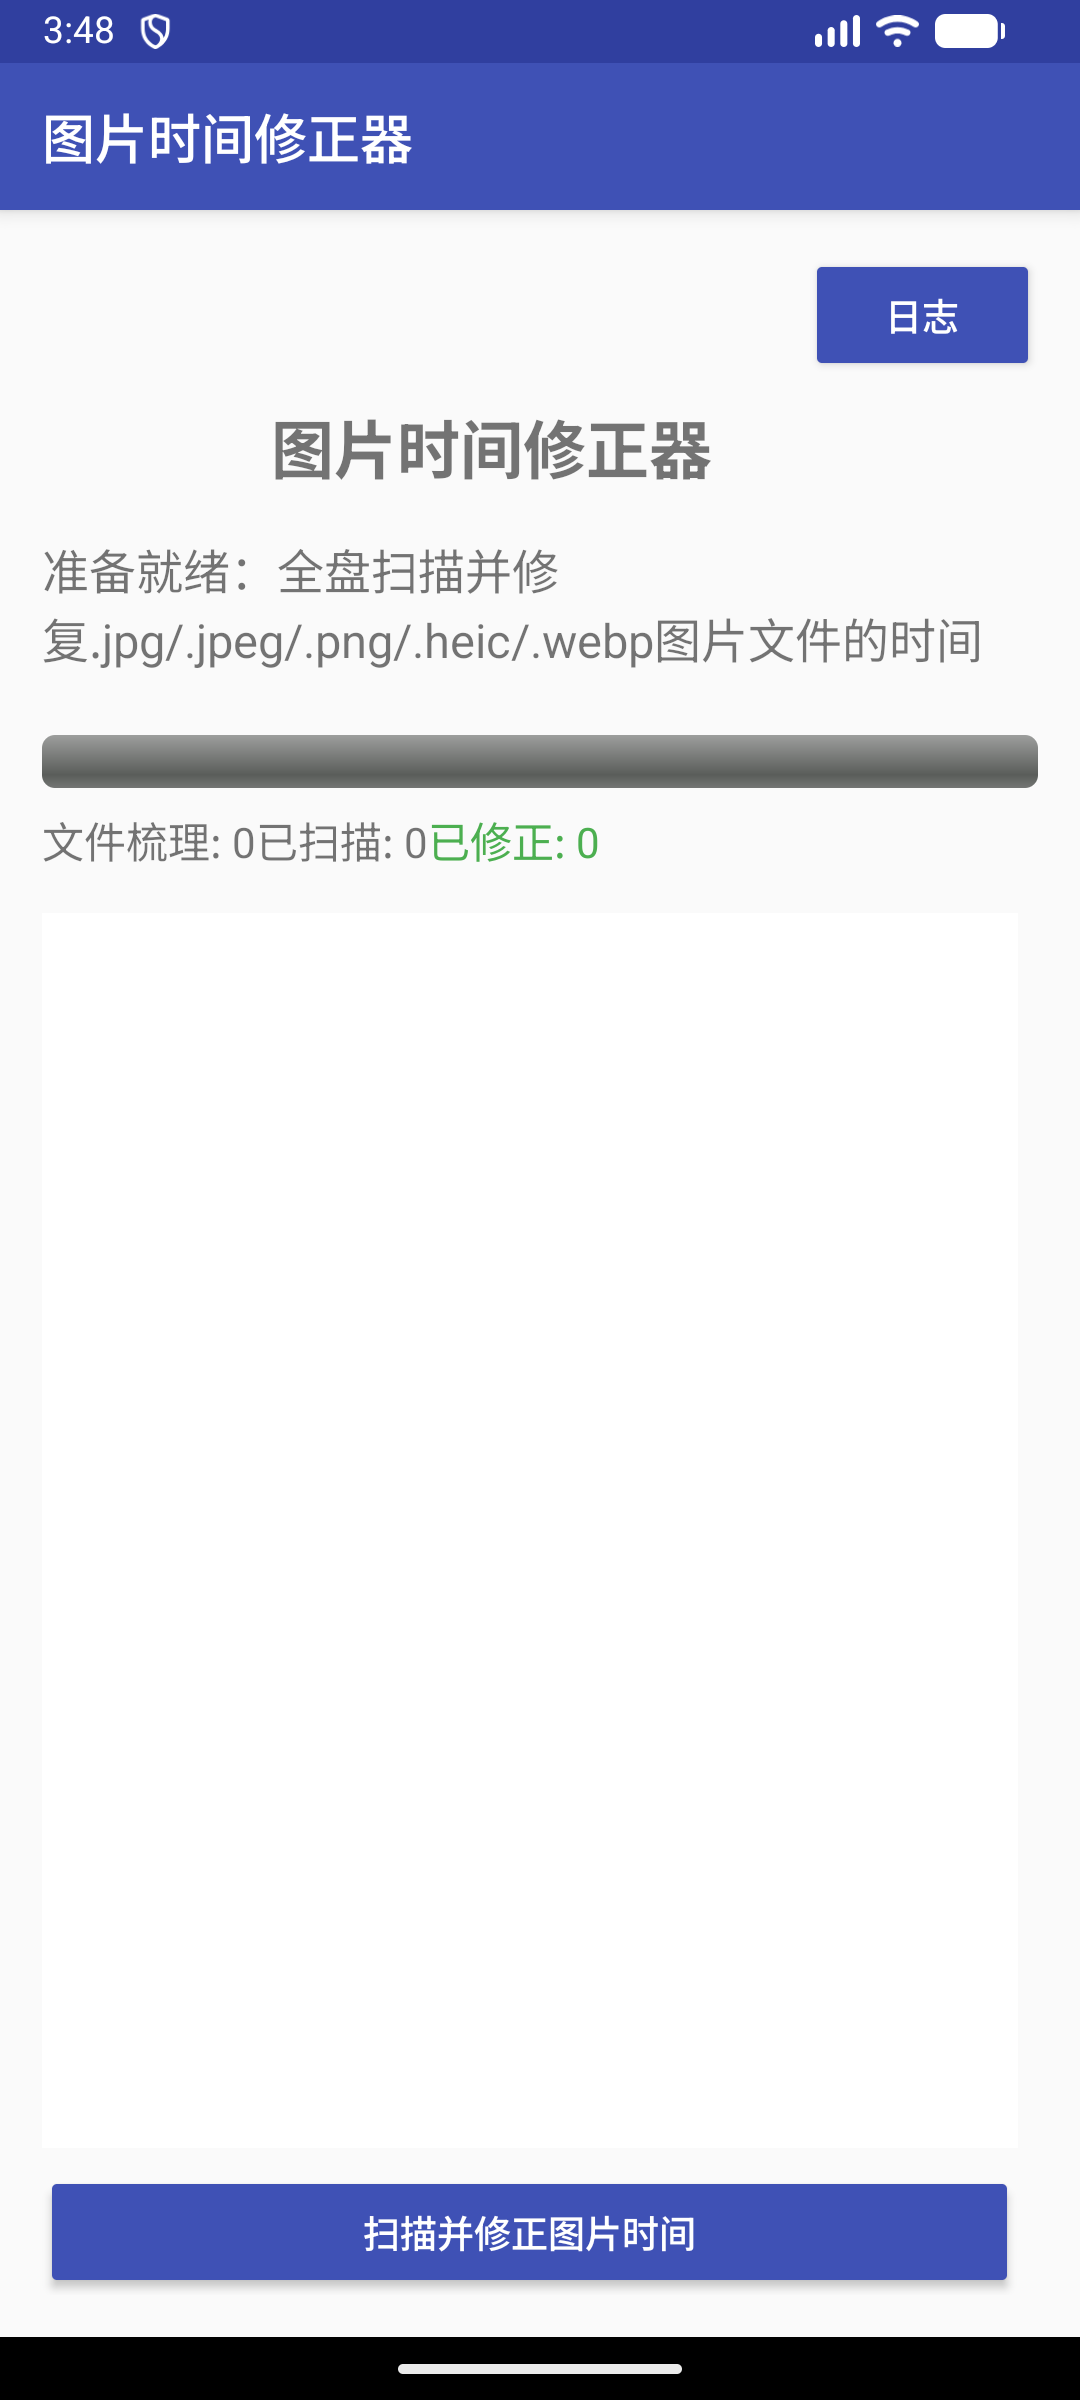 3:48
图片时间修正器
日志
图片时间修正器
准备就绪：全盘扫描并修
复.jpg/.jpeg/.png/.heic/.webp图片文件的时间
文件梳理: 0已扫描: 0已修正: 0
扫描并修正图片时间